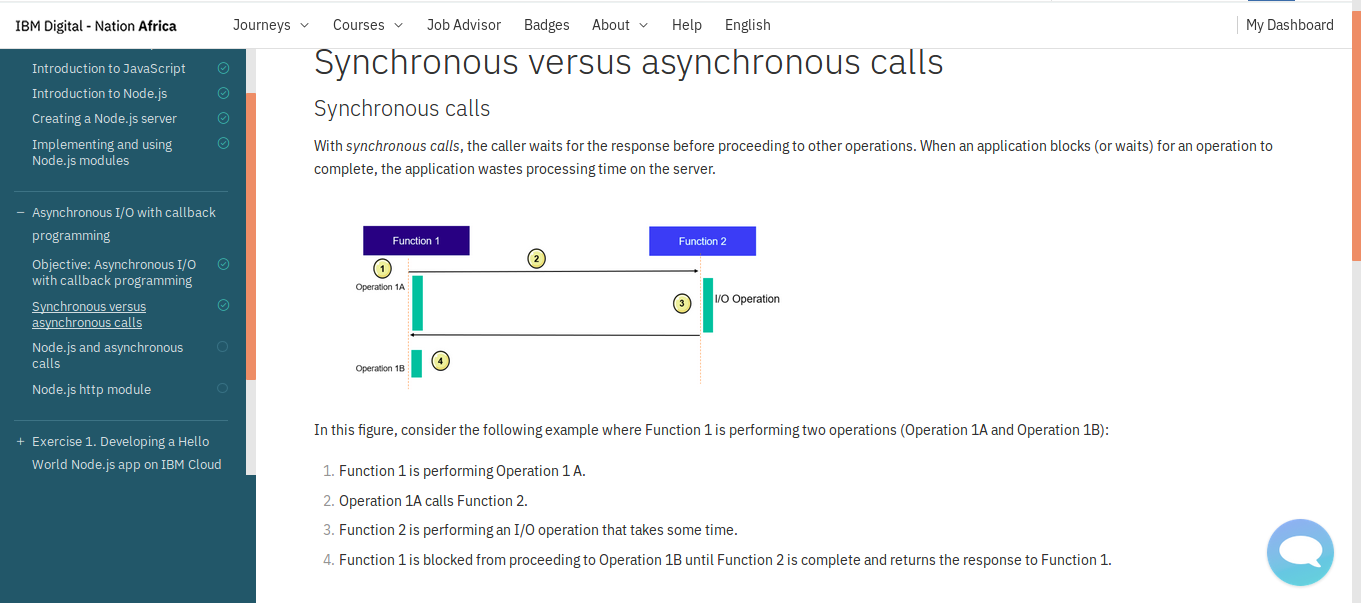 IBM Digital - Nation Africa
Journeys
Courses
Job Advisor
Badges
About
Help
English
My Dashboard
Introduction to JavaScript
Introduction to Node.js
Creating a Node.js server
Implementing and using
Node.js modules
− Asynchronous I/O with callback
programming
Objective: Asynchronous I/O
with callback programming
Synchronous versus
asynchronous calls
Node.js and asynchronous
calls
Node.js http module
+ Exercise 1. Developing a Hello
World Node.js app on IBM Cloud
Synchronous versus asynchronous calls
Synchronous calls
With synchronous calls, the caller waits for the response before proceeding to other operations. When an application blocks (or waits) for an operation to
complete, the application wastes processing time on the server.
Function 1
Function 2
1
2
Operation 1A
3
I/O Operation
4
Operation 1B
In this figure, consider the following example where Function 1 is performing two operations (Operation 1A and Operation 1B):
1. Function 1 is performing Operation 1 A.
2. Operation 1A calls Function 2.
3. Function 2 is performing an I/O operation that takes some time.
4. Function 1 is blocked from proceeding to Operation 1B until Function 2 is complete and returns the response to Function 1.